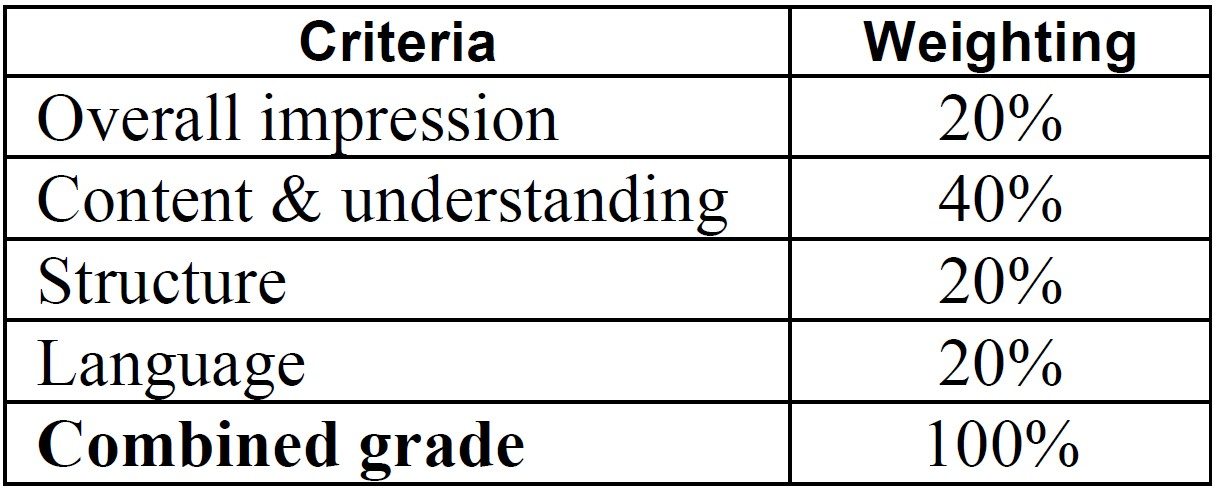 Criteria Weighting
Overall impression 20%
Content & understanding 40%
Structure 20%
Language 20%
Combined grade 100%